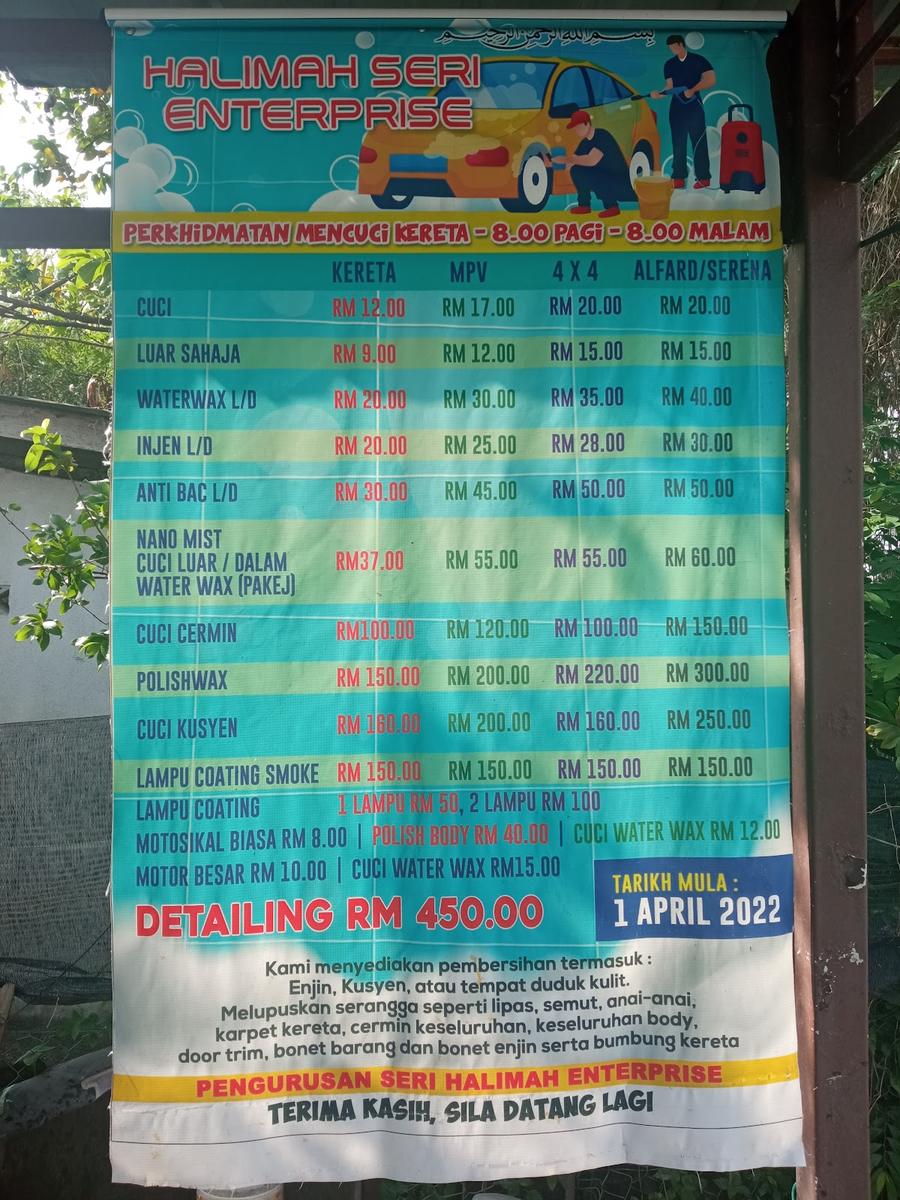 بسم الله الرحمن الرحيم
HALIMAH SERI
ENTERPRISE
PERKHIDMATAN MENCUCI KERETA - 8.00 PAGI - 8.00 MALAM
KERETA MPV 4 X 4 ALFARD/SERENA
CUCI RM 12.00 RM 17.00 RM 20.00 RM 20.00
LUAR SAHAJA RM 9.00 RM 12.00 RM 15.00 RM 15.00
WATERWAX L/D RM 20.00 RM 30.00 RM 35.00 RM 40.00
INJEN L/D RM 20.00 RM 25.00 RM 28.00 RM 30.00
ANTI BAC L/D RM 30.00 RM 45.00 RM 50.00 RM 50.00
NANO MIST
CUCI LUAR / DALAM RM37.00 RM 55.00 RM 55.00 RM 60.00
WATER WAX (PAKEJ)
CUCI CERMIN RM100.00 RM 120.00 RM 100.00 RM 150.00
POLISHWAX RM 150.00 RM 200.00 RM 220.00 RM 300.00
CUCI KUSYEN RM 160.00 RM 200.00 RM 160.00 RM 250.00
LAMPU COATING SMOKE RM 150.00 RM 150.00 RM 150.00 RM 150.00
LAMPU COATING 1 LAMPU RM 50, 2 LAMPU RM 100
MOTOSIKAL BIASA RM 8.00 | POLISH BODY RM 40.00 | CUCI WATER WAX RM 12.00
MOTOR BESAR RM 10.00 | CUCI WATER WAX RM15.00
TARIKH MULA :
1 APRIL 2022
DETAILING RM 450.00
Kami menyediakan pembersihan termasuk :
Enjin, Kusyen, atau tempat duduk kulit.
Melupuskan serangga seperti lipas, semut, anai-anai,
karpet kereta, cermin keseluruhan, keseluruhan body,
door trim, bonet barang dan bonet enjin serta bumbung kereta
PENGURUSAN SERI HALIMAH ENTERPRISE
TERIMA KASIH, SILA DATANG LAGI